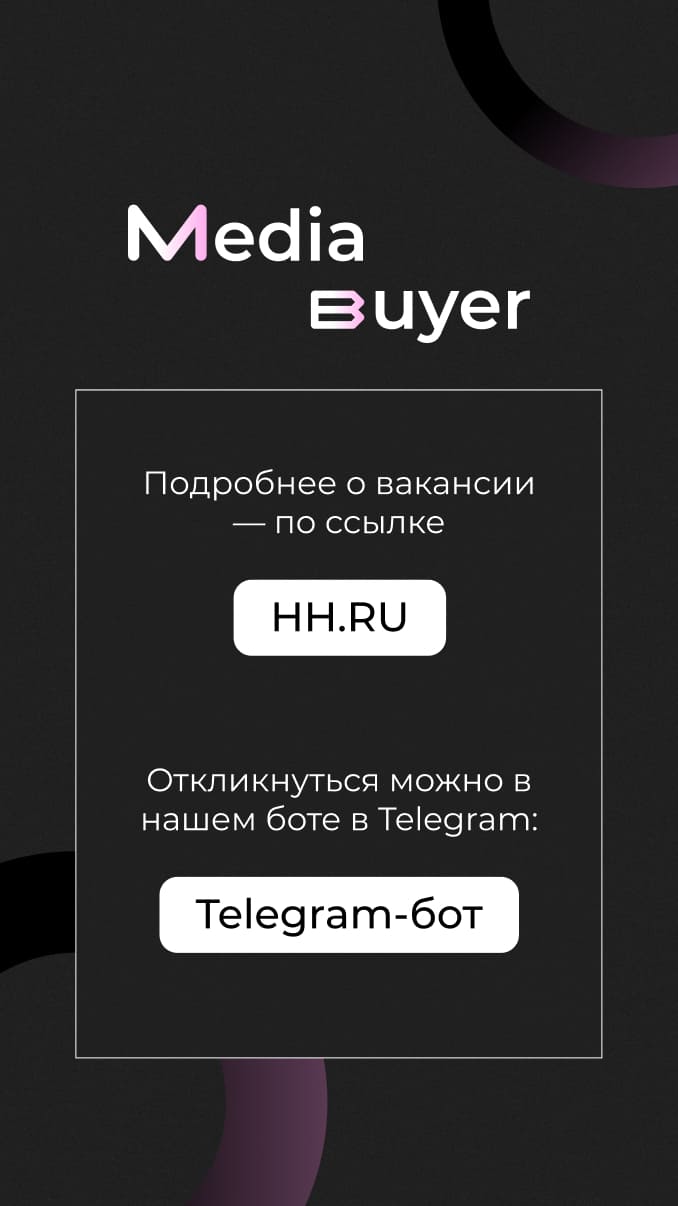 Media
Buyer
Подробнее о вакансии
— по ссылке
HH.RU
Откликнуться можно в
нашем боте в Telegram:
Telegram-бот